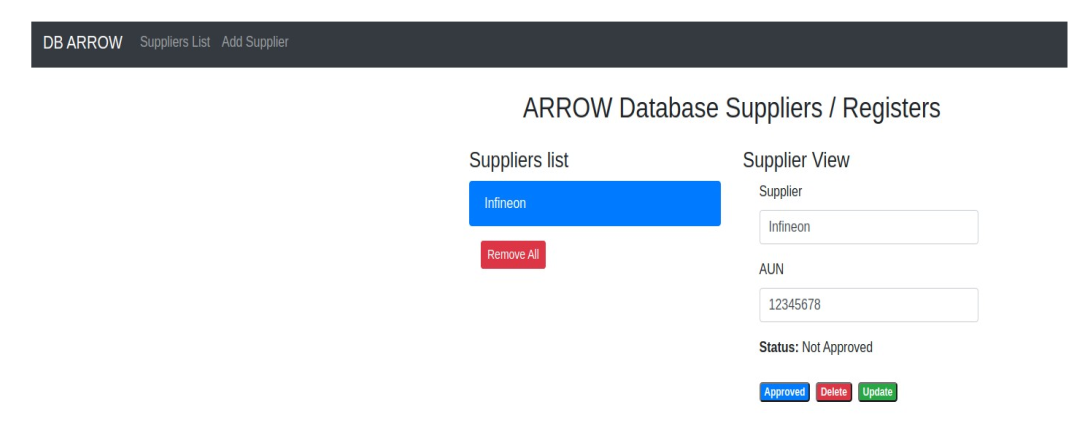 DB ARROW Suppliers List Add Supplier
ARROW Database Suppliers / Registers
Suppliers list
Infineon
Remove All
Supplier View
Supplier
Infineon
AUN
12345678
Status: Not Approved
Approved Delete Update